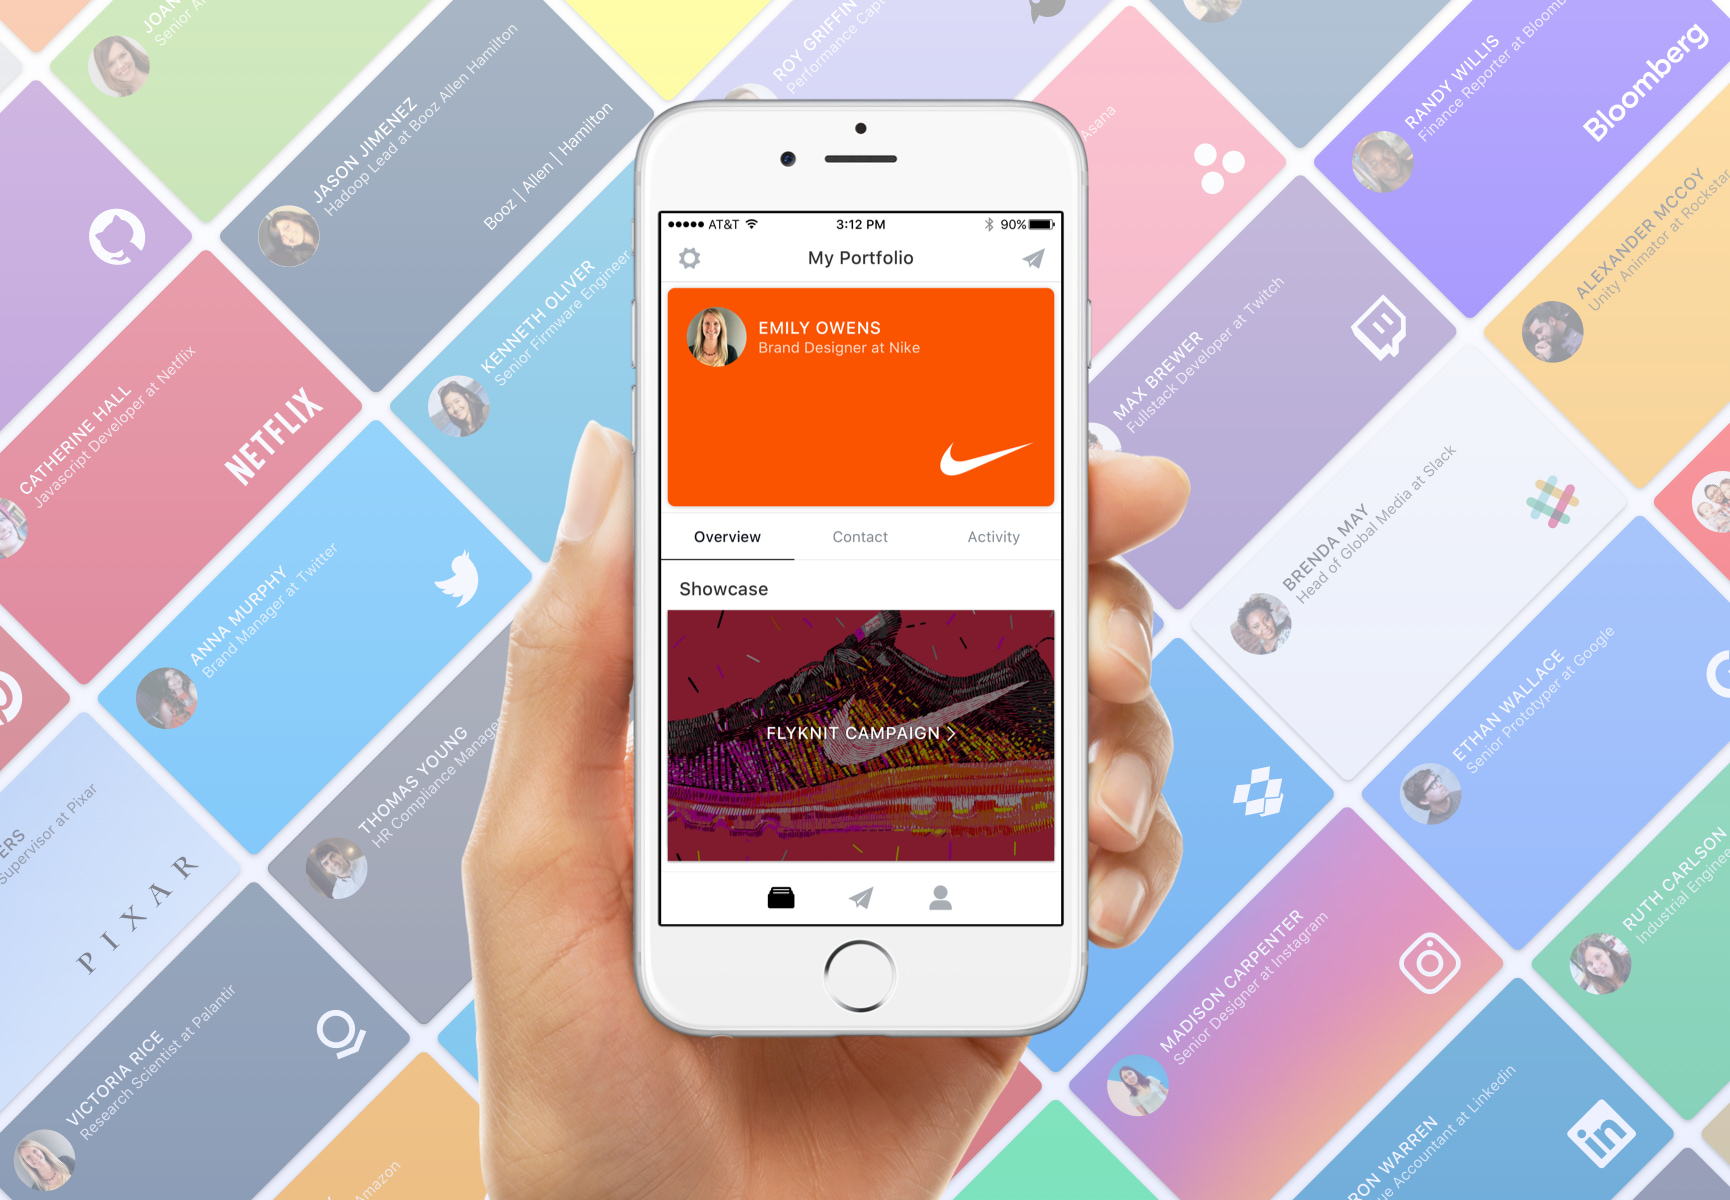 JOAN
Senior A
JASON JIMENEZ
Hadoop Lead at Booz Allen Hamilton
Booz | Allen | Hamilton
ROY GRIFFIN
Performance Capt
Asana
RANDY WILLIS
Finance Reporter at Bloomb
Bloomberg
ALEXANDER MCCOY
Unity Animator at Rockstar
CATHERINE HALL
Javascript Developer at Netflix
NETFLIX
KENNETH OLIVER
Senior Firmware Engineer
MAX BREWER
Fullstack Developer at Twitch
BRENDA MAY
Head of Global Media at Slack
ANNA MURPHY
Brand Manager at Twitter
THOMAS YOUNG
HR Compliance Manager
ETHAN WALLACE
Senior Prototyper at Google
RUTH CARLSON
Industrial Enginee
ERS
Supervisor at Pixar
PIXAR
VICTORIA RICE
Research Scientist at Palantir
MADISON CARPENTER
Senior Designer at Instagram
RON WARREN
ue Accountant at Linkedin
in
mazon
AT&T
3:12 PM
90%
My Portfolio
EMILY OWENS
Brand Designer at Nike
Overview
Contact
Activity
Showcase
FLYKNIT CAMPAIGN >